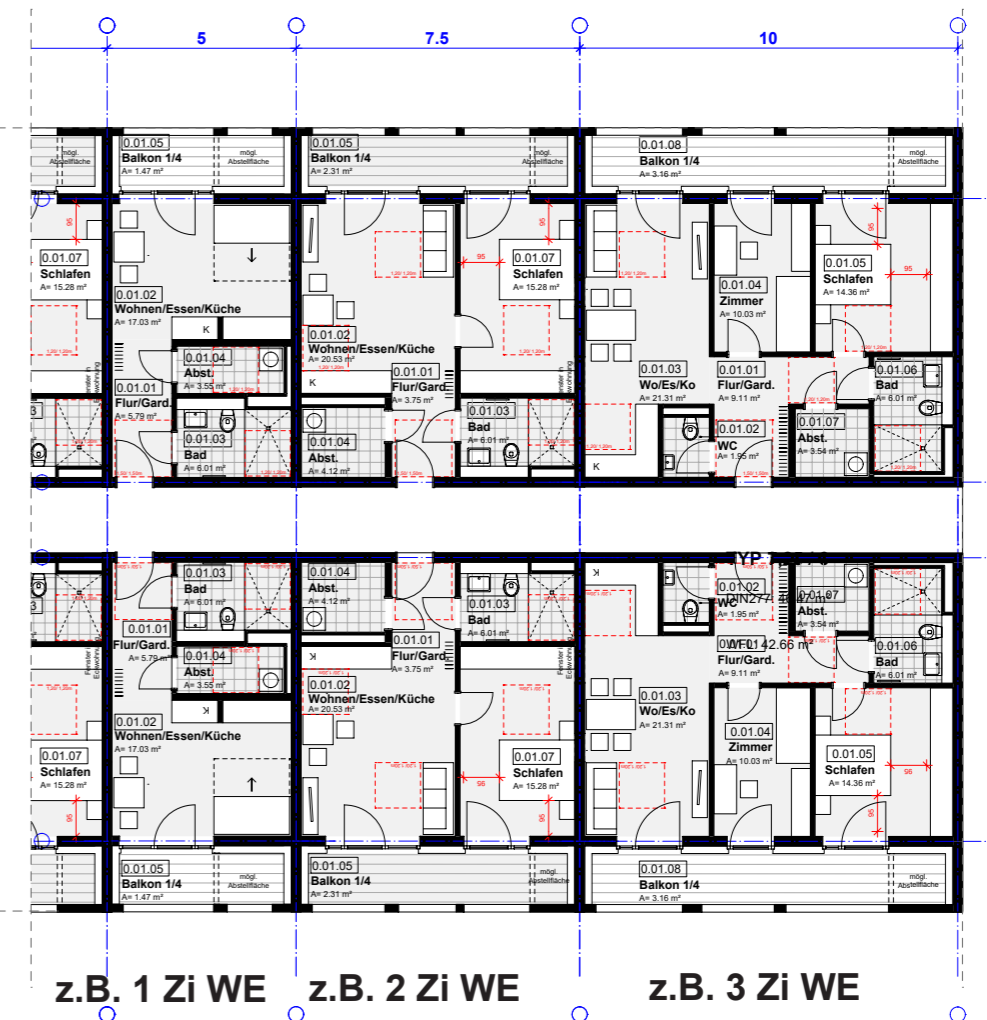 5
7.5
10
mögl.
Abstellfläche
0.01.05
Balkon 1/4
A= 1.47 m²
mögl.
Abstellfläche
0.01.05
Balkon 1/4
A= 2.31 m²
mögl.
Abstellfläche
0.01.08
Balkon 1/4
A= 3.16 m²
mögl.
Abstellfläche
95
0.01.07
Schlafen
A= 15.28 m²
0.01.02
Wohnen/Essen/Küche
A= 17.03 m²
K
0.01.04
Abst.
A= 3.55 m²
0.01.01
Flur/Gard.
A= 5.79 m²
0.01.03
Bad
A= 6.01 m²
95
95
0.01.07
Schlafen
A= 15.28 m²
0.01.02
Wohnen/Essen/Küche
A= 20.53 m²
K
0.01.01
Flur/Gard.
A= 3.75 m²
0.01.04
Abst.
A= 4.12 m²
0.01.03
Bad
A= 6.01 m²
95
95
0.01.05
Schlafen
A= 14.36 m²
0.01.04
Zimmer
A= 10.03 m²
0.01.03
Wo/Es/Ko
A= 21.31 m²
0.01.01
Flur/Gard.
A= 9.11 m²
0.01.06
Bad
A= 6.01 m²
0.01.02
WC
A= 1.95 m²
0.01.07
Abst.
A= 3.54 m²
K
0.01.03
Bad
A= 6.01 m²
0.01.01
Flur/Gard.
A= 5.79 m²
0.01.04
Abst.
A= 3.55 m²
K
0.01.02
Wohnen/Essen/Küche
A= 17.03 m²
0.01.07
Schlafen
A= 15.28 m²
95
0.01.04
Abst.
A= 4.12 m²
0.01.03
Bad
A= 6.01 m²
0.01.01
Flur/Gard.
A= 3.75 m²
K
0.01.02
Wohnen/Essen/Küche
A= 20.53 m²
0.01.07
Schlafen
A= 15.28 m²
95
95
K
0.01.02
WC
A= 1.95 m²
0.01.07
Abst.
A= 3.54 m²
42.66 m²
Flur/Gard.
A= 9.11 m²
0.01.06
Bad
A= 6.01 m²
0.01.03
Wo/Es/Ko
A= 21.31 m²
0.01.04
Zimmer
A= 10.03 m²
0.01.05
Schlafen
A= 14.36 m²
95
95
0.01.05
Balkon 1/4
A= 1.47 m²
mögl.
Abstellfläche
0.01.05
Balkon 1/4
A= 2.31 m²
mögl.
Abstellfläche
0.01.08
Balkon 1/4
A= 3.16 m²
mögl.
Abstellfläche
z.B. 1 Zi WE
z.B. 2 Zi WE
z.B. 3 Zi WE